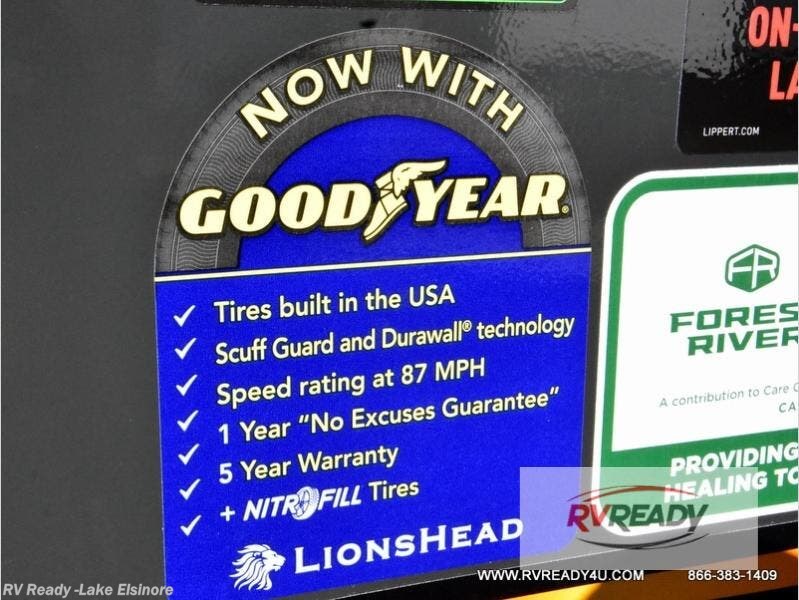 NOW WITH
GOODYEAR®
✓ Tires built in the USA
✓ Scuff Guard and Durawall® technology
✓ Speed rating at 87 MPH
✓ 1 Year “No Excuses Guarantee”
✓ 5 Year Warranty
✓ + NITROFILL Tires
LIONSHEAD
ON-
LA
LIPPERT.COM
FR
FORES
RIVER
A contribution to Care
CA
PROVIDING
HEALING TO
RVREADY
WWW.RVREADY4U.COM 866-383-1409
RV Ready -Lake Elsinore